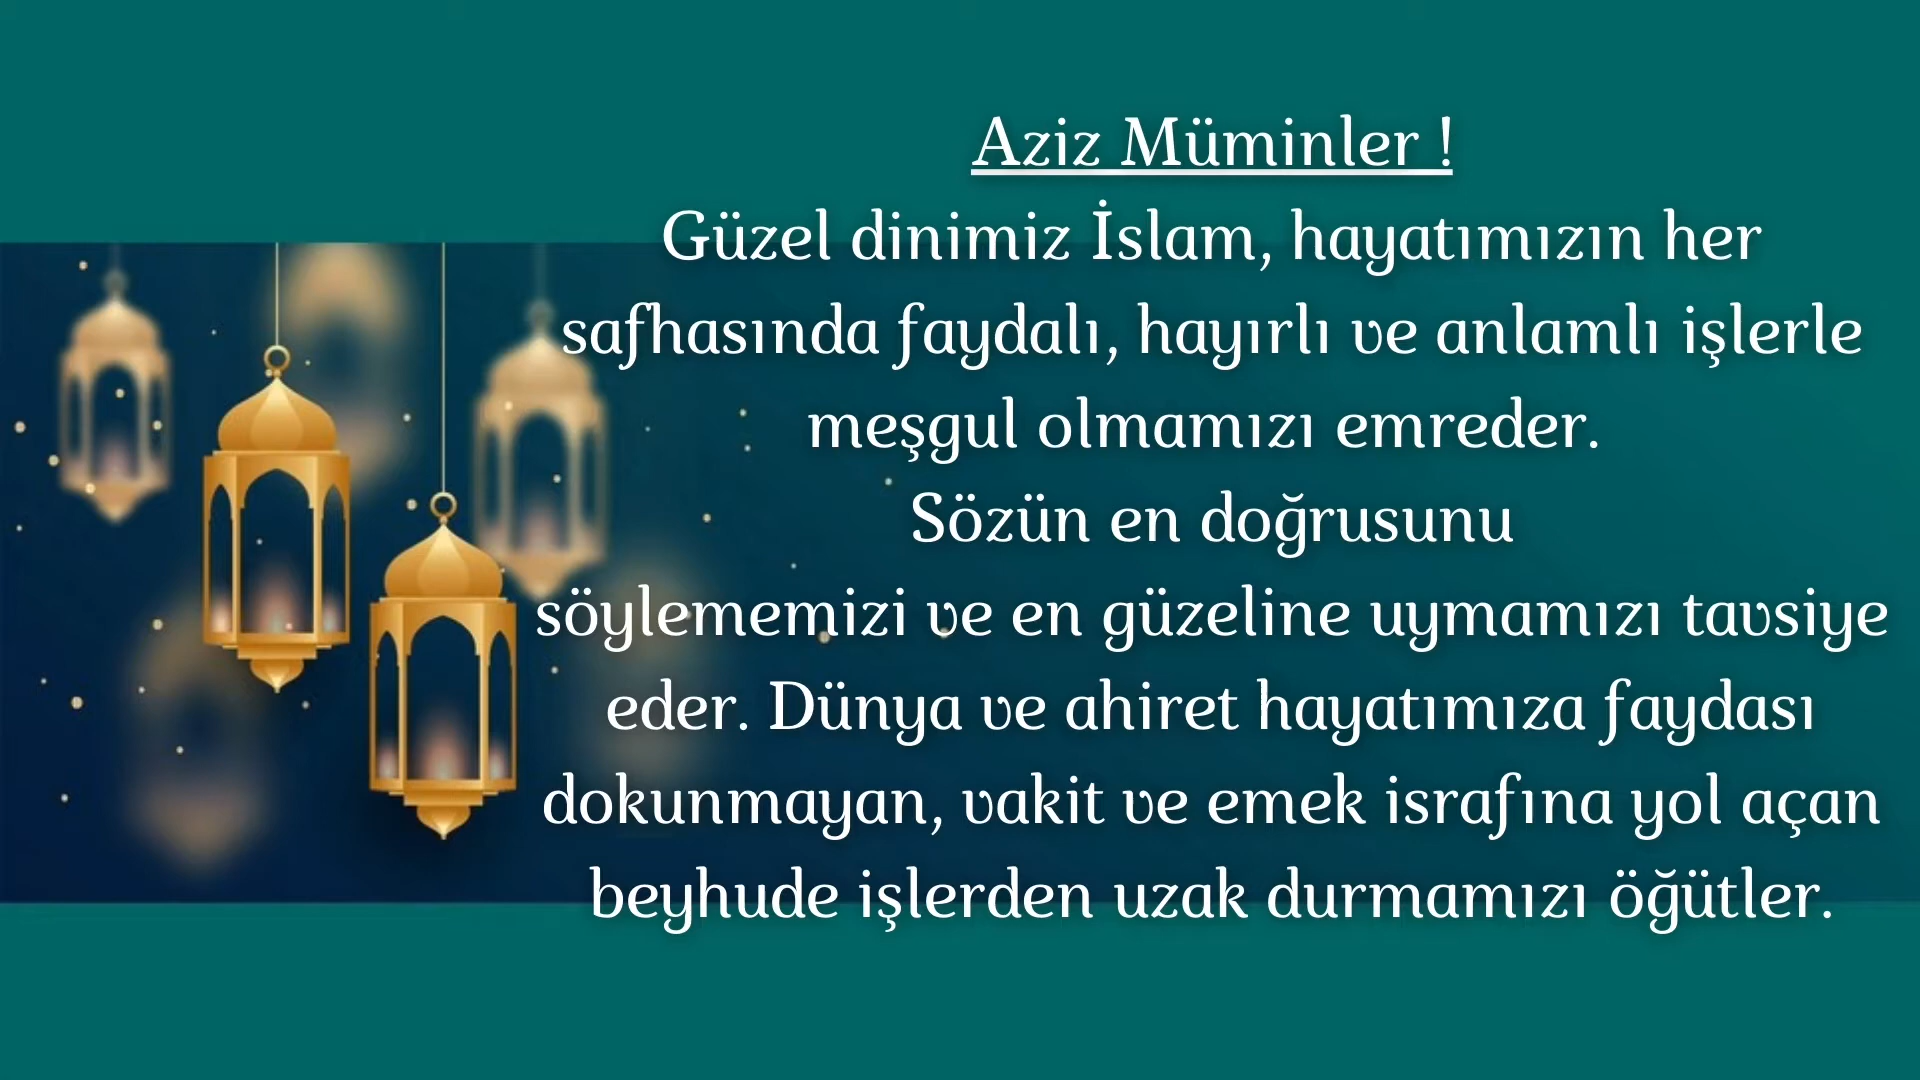 Aziz Müminler !
Güzel dinimiz İslam, hayatımızın her
safhasında faydalı, hayırlı ve anlamlı işlerle
meşgul olmamızı emreder.
Sözün en doğrusunu
söylememizi ve en güzeline uymamızı tavsiye
eder. Dünya ve ahiret hayatımıza faydası
dokunmayan, vakit ve emek israfına yol açan
beyhude işlerden uzak durmamızı öğütler.